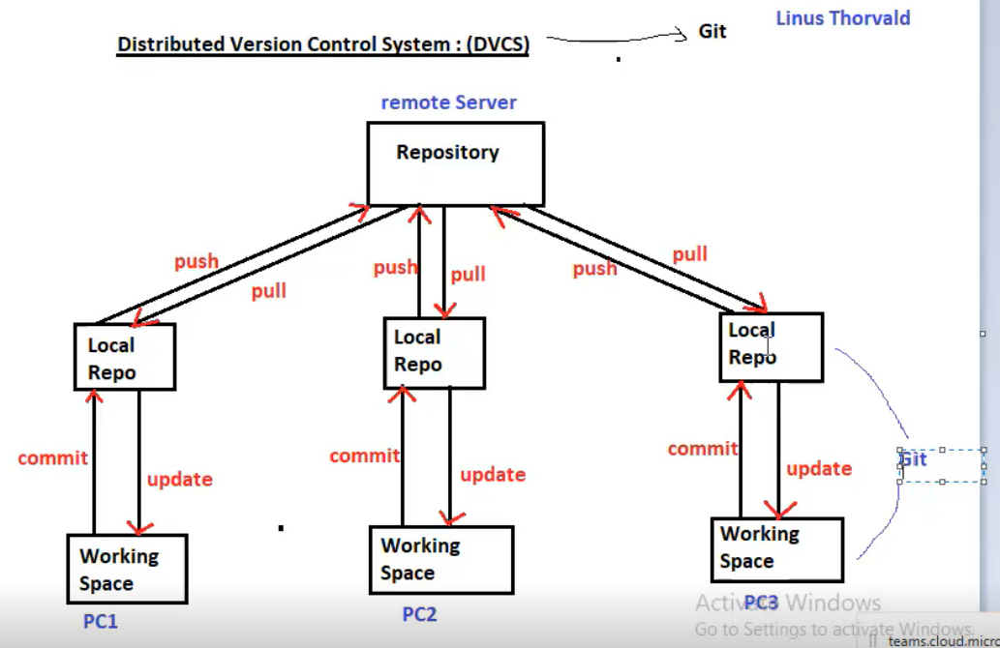 Linus Thorvald
Distributed Version Control System : (DVCS)
Git
remote Server
Repository
push
pull
push
pull
push
pull
Local
Repo
Local
Repo
Local
Repo
commit
update
commit
update
commit
update
Git
Working
Space
Working
Space
Working
Space
PC1
PC2
PC3
Activate Windows
Go to Settings to activate Windows.
teams.cloud.micro